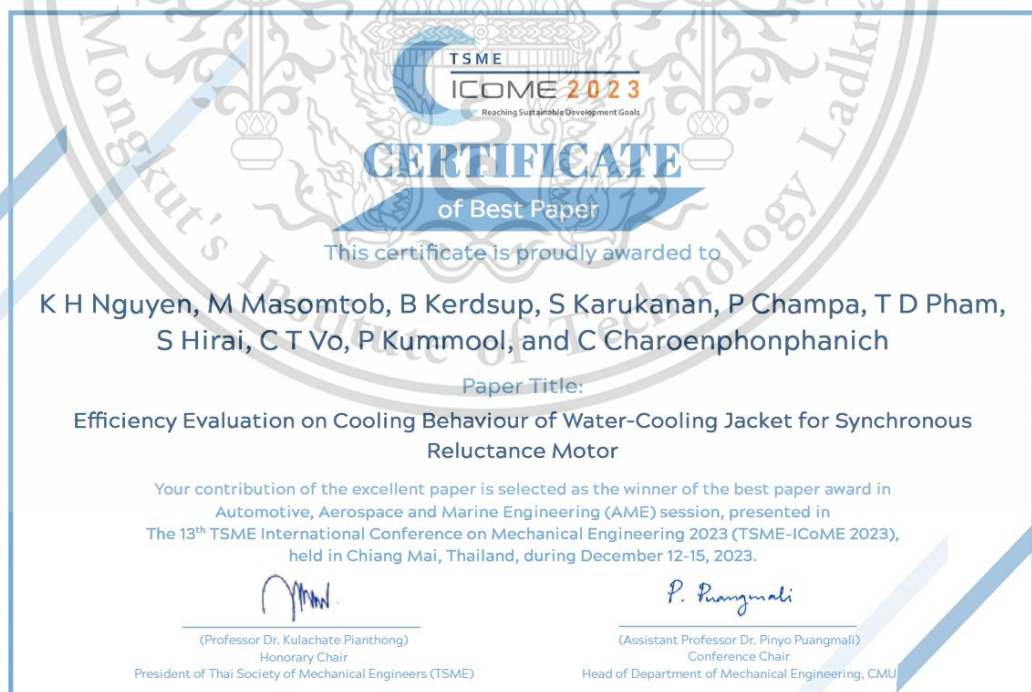 TSME
ICoME 2023
Reaching Sustainable Development Goals
CERTIFICATE
of Best Paper
This certificate is proudly awarded to
K H Nguyen, M Masomtob, B Kerdsup, S Karukanan, P Champa, T D Pham,
S Hirai, C T Vo, P Kummool, and C Charoenphonphanich
Paper Title:
Efficiency Evaluation on Cooling Behaviour of Water-Cooling Jacket for Synchronous
Reluctance Motor
Your contribution of the excellent paper is selected as the winner of the best paper award in
Automotive, Aerospace and Marine Engineering (AME) session, presented in
The 13th TSME International Conference on Mechanical Engineering 2023 (TSME-ICoME 2023),
held in Chiang Mai, Thailand, during December 12-15, 2023.
P. Puangmali
(Professor Dr. Kulachate Pianthong)
Honorary Chair
President of Thai Society of Mechanical Engineers (TSME)
(Assistant Professor Dr. Pinyo Puangmali)
Conference Chair
Head of Department of Mechanical Engineering, CMU
Mongkut's Institute of Technology Ladkra